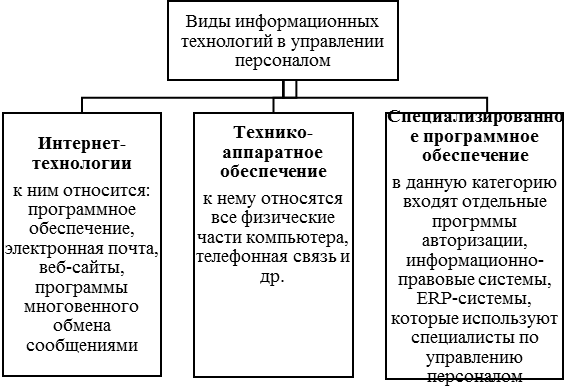 Виды информационных
технологий в управлении
персоналом
Интернет-
технологии
к ним относится:
программное
обеспечение,
электронная почта,
веб-сайты,
программы
многовенного
обмена
сообщениями
Технико-
аппаратное
обеспечение
к нему относятся
все физические
части компьютера,
телефонная связь и
др.
Специализированно
е программное
обеспечение
в данную категорию
входят отдельные
прогрммы
авторизации,
информационно-
правовые системы,
ERP-системы,
которые используют
специалисты по
управлению
персоналом